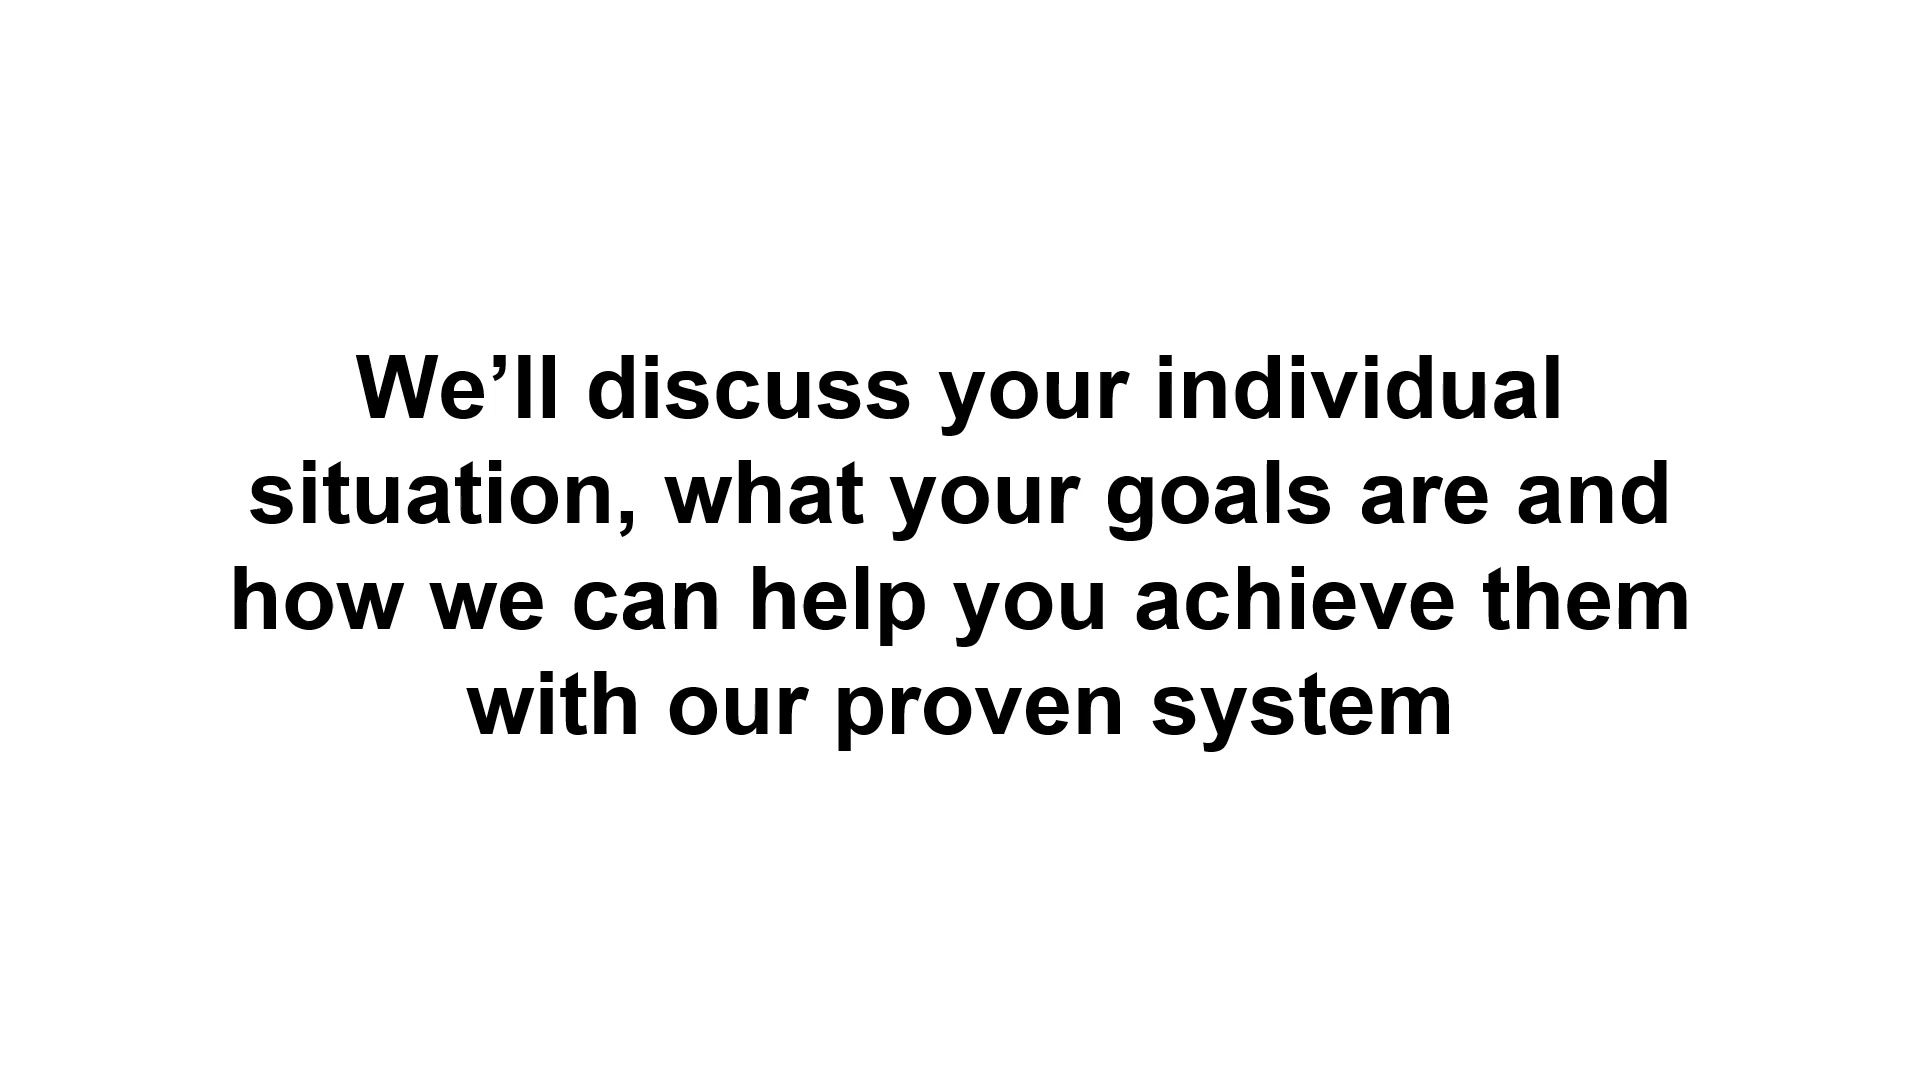 We’ll discuss your individual
situation, what your goals are and
how we can help you achieve them
with our proven system